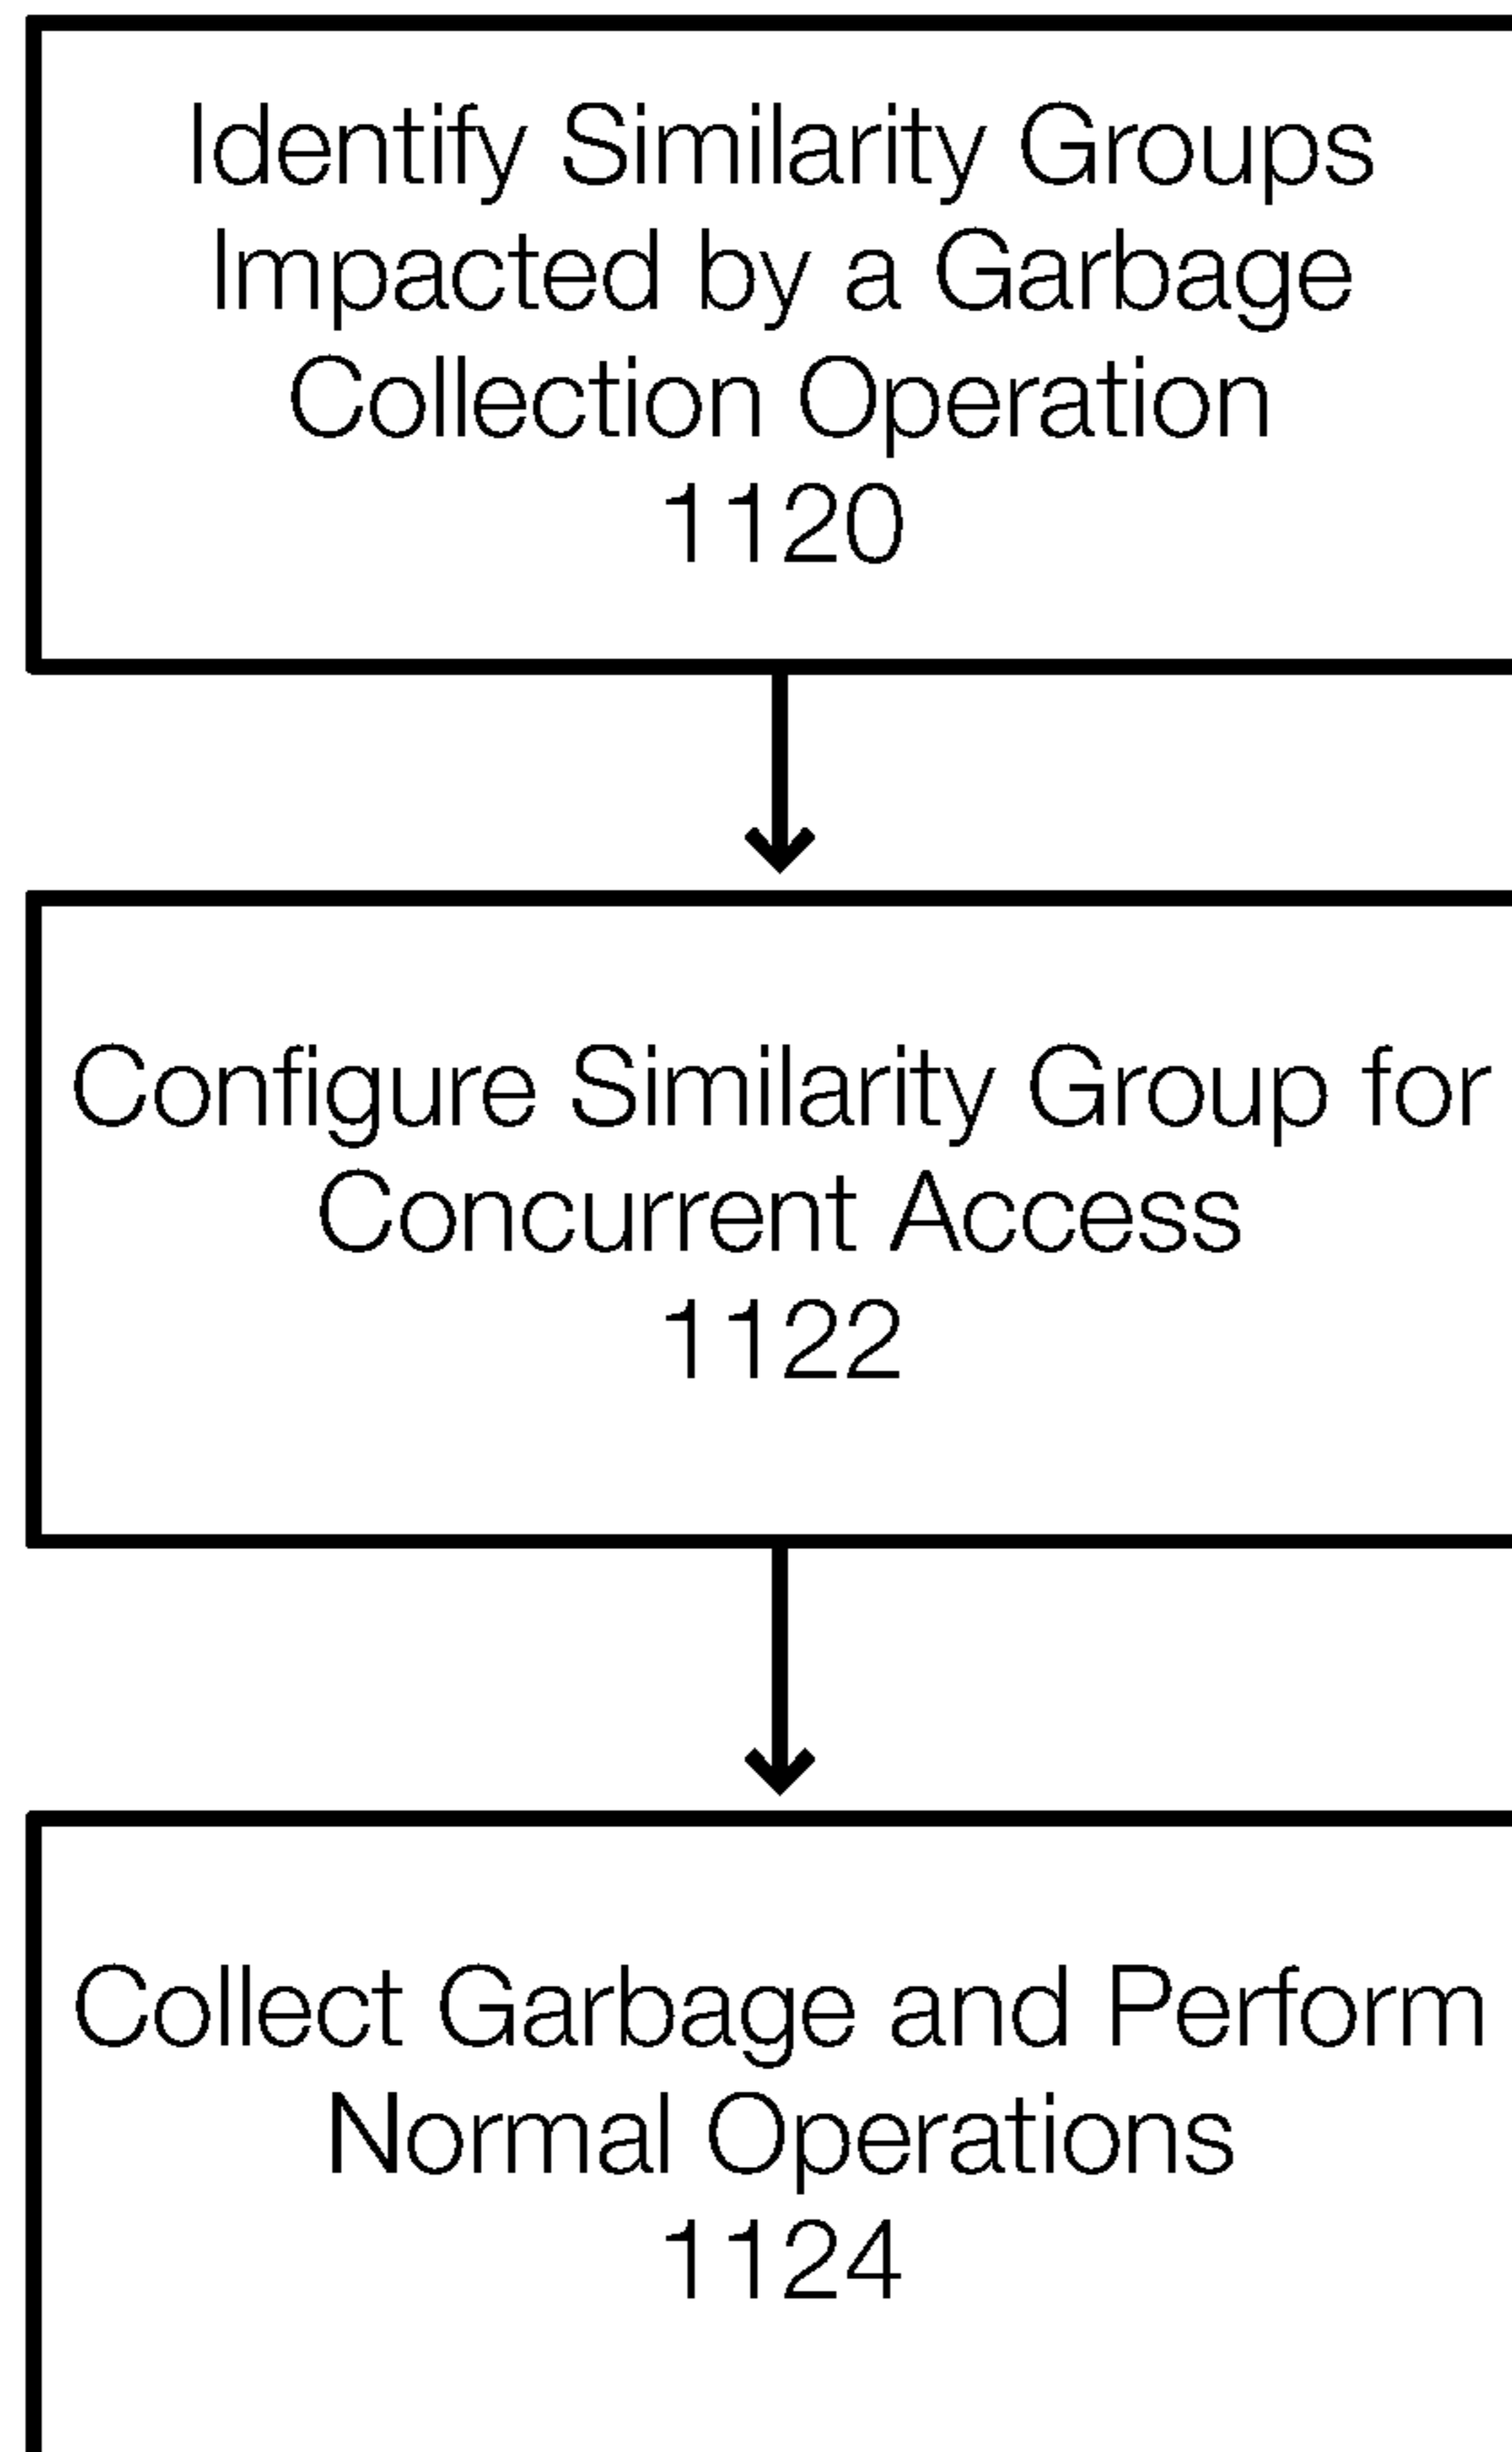 Identify Similarity Groups
Impacted by a Garbage
Collection Operation
1120
Configure Similarity Group for
Concurrent Access
1122
Collect Garbage and Perform
Normal Operations
1124